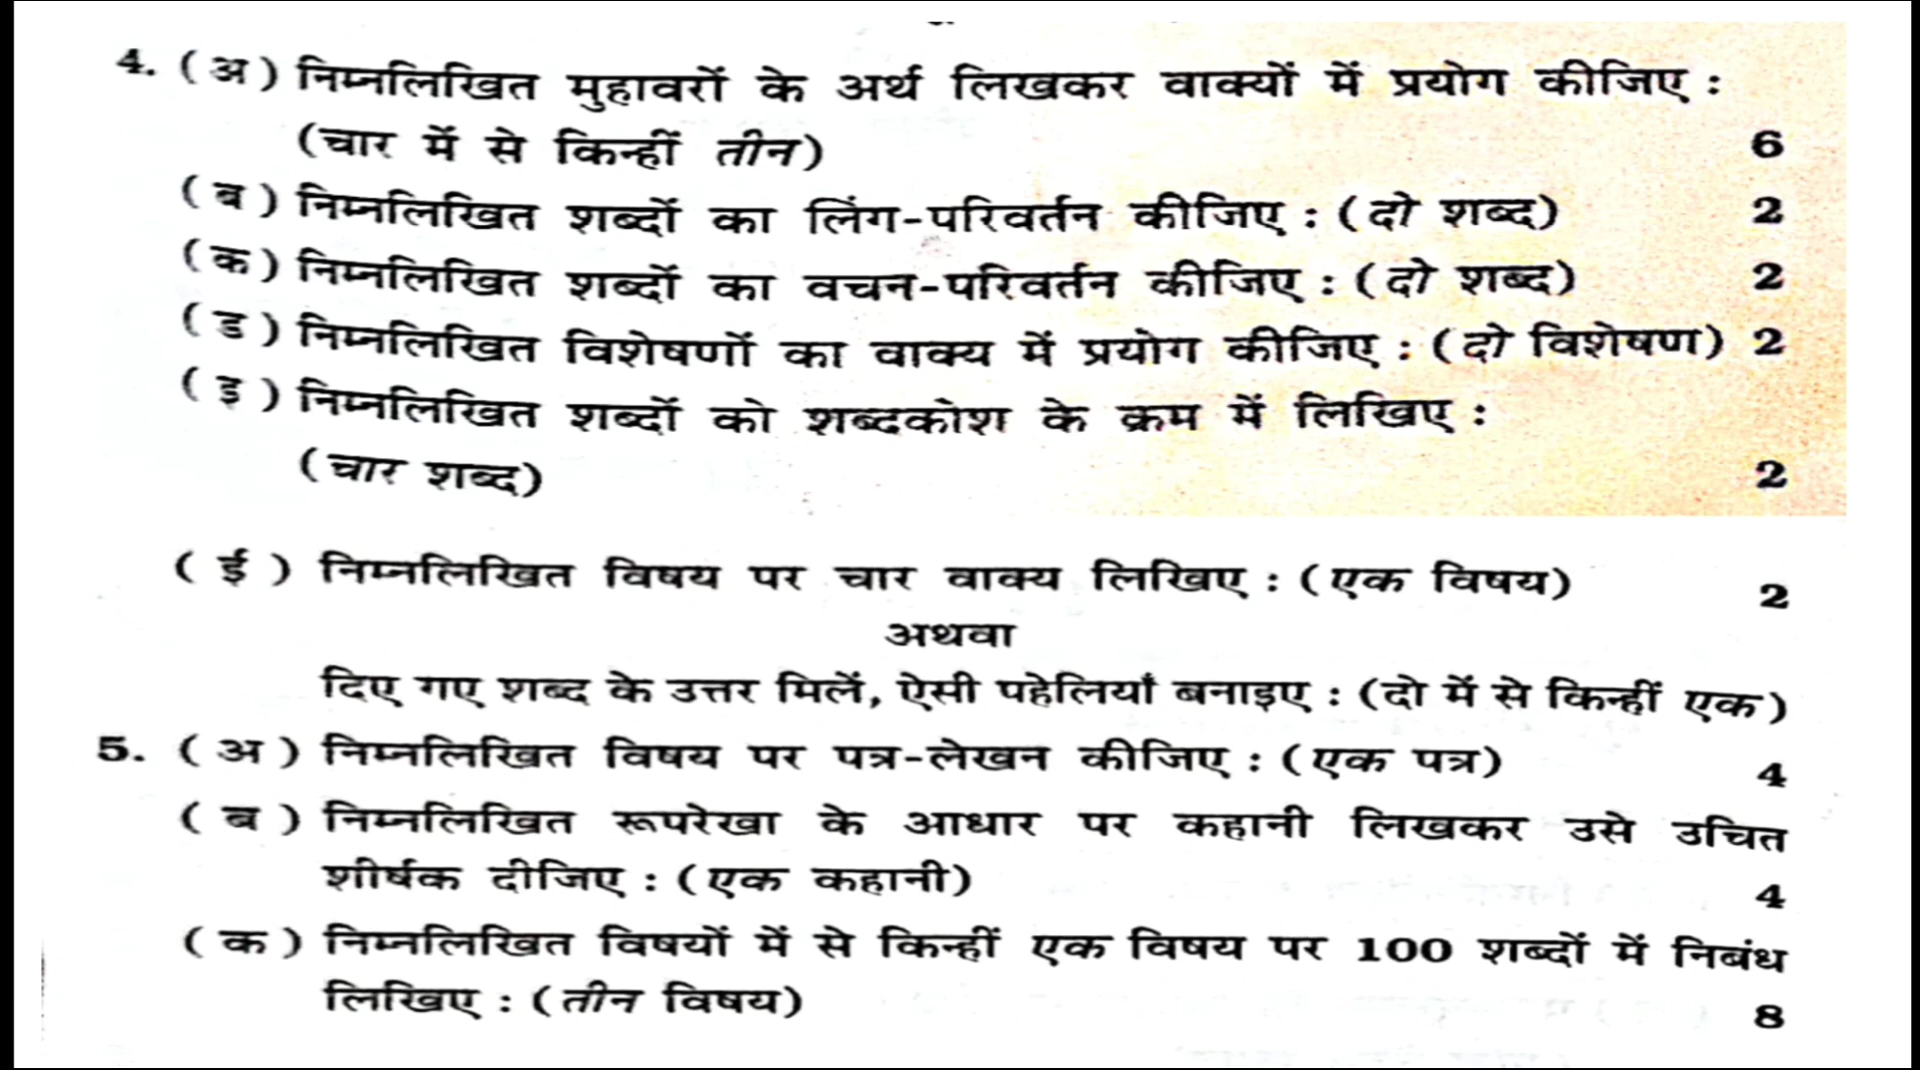 4. (अ) निम्नलिखित मुहावरों के अर्थ लिखकर वाक्यों में प्रयोग कीजिए :
(चार में से किन्हीं तीन) 6
(ब) निम्नलिखित शब्दों का लिंग-परिवर्तन कीजिए : (दो शब्द) 2
(क) निम्नलिखित शब्दों का वचन-परिवर्तन कीजिए : (दो शब्द) 2
(ड) निम्नलिखित विशेषणों का वाक्य में प्रयोग कीजिए : (दो विशेषण) 2
(इ) निम्नलिखित शब्दों को शब्दकोश के क्रम में लिखिए :
(चार शब्द) 2
(ई) निम्नलिखित विषय पर चार वाक्य लिखिए : (एक विषय) 2
अथवा
दिए गए शब्द के उत्तर मिलें, ऐसी पहेलियाँ बनाइए : (दो में से किन्हीं एक)
5. (अ) निम्नलिखित विषय पर पत्र-लेखन कीजिए : (एक पत्र) 4
(ब) निम्नलिखित रूपरेखा के आधार पर कहानी लिखकर उसे उचित
शीर्षक दीजिए : (एक कहानी) 4
(क) निम्नलिखित विषयों में से किन्हीं एक विषय पर 100 शब्दों में निबंध
लिखिए : (तीन विषय) 8